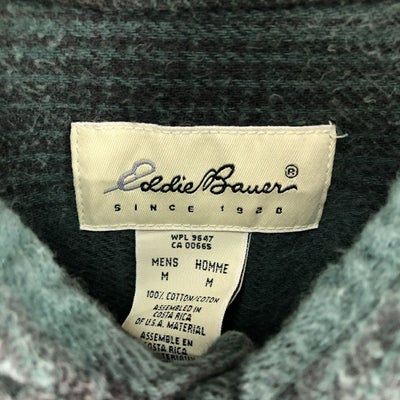 Eddie Bauer ®
SINCE 1920
WPL 9647
CA 00665
MENS HOMME
M M
100% COTTON/COTON
ASSEMBLED IN
COSTA RICA
OF U.S.A. MATERIAL
ASSEMBLE EN
COSTA RICA